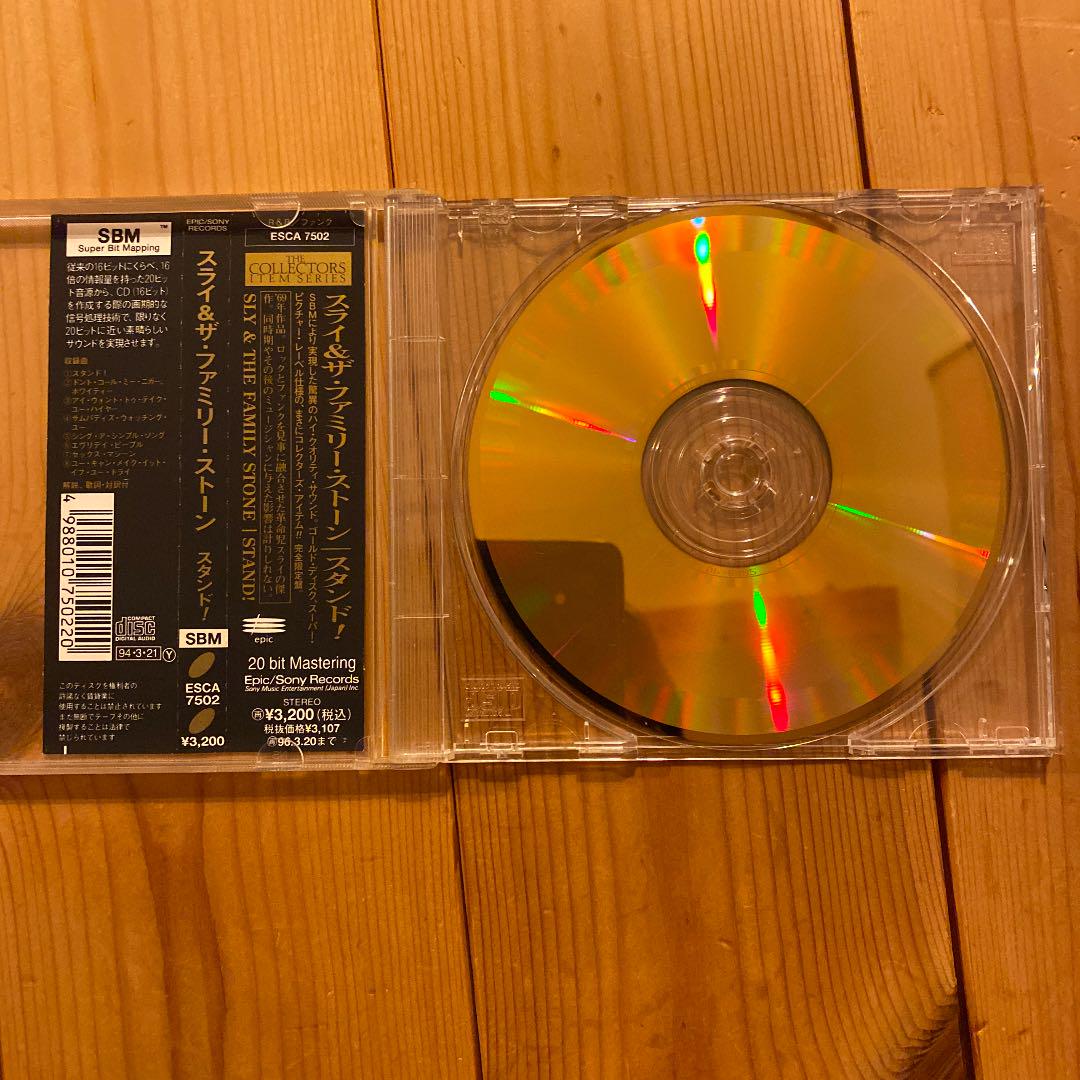 SBM™
Super Bit Mapping
従来の16ビットにくらべ、16
倍の情報量を持った20ビッ
ト音源から、CD(16ビット)
を作成する際の画期的な
信号処理技術で、限りなく
20ビットに近い素晴らしい
サウンドを実現させます。
収録曲
①スタンド!
②ドント・コール・ミー・ニガー、
ホワイティー
③アイ・ウォント・トゥ・テイク・
ユー・ハイヤー
④サムバディズ・ウォッチング・
ユー
⑤シング・ア・シンプル・ソング
⑥エヴリデイ・ピープル
⑦セックス・マシーン
⑧ユー・キャン・メイク・イット・
イフ・ユー・トライ
解説、歌詞・対訳付
4 988010 750220
COMPACT
disc
DIGITAL AUDIO
94・3・21 Ⓨ
このディスクを権利者の
許諾なく賃貸業に
使用することは禁止されています
また無断でテープその他に
複製することは法律で
禁じられています
EPIC/SONY
RECORDS
スライ&ザ・ファミリー・ストーン スタンド!
SBM
ESCA
7502
¥3,200
R&B/ファンク
ESCA 7502
THE
COLLECTORS
ITEM SERIES
スライ&ザ・ファミリー・ストーン/スタンド!
SBMにより実現した驚異のハイ・クオリティ・サウンド。ゴールド・ディスク、スーパー・
ピクチャー・レーベル仕様の、まさにコレクターズ・アイテム!! 完全限定盤
'69年作品。ロックとファンクを見事に融合させた革命児スライの傑
作。同時期やその後のミュージシャンに与えた影響は計りしれない。
SLY & THE FAMILY STONE / STAND!
epic
20 bit Mastering
Epic/Sony Records
Sony Music Entertainment (Japan) Inc.
STEREO
㋐¥3,200(税込)
税抜価格¥3,107
㋐96.3.20まで